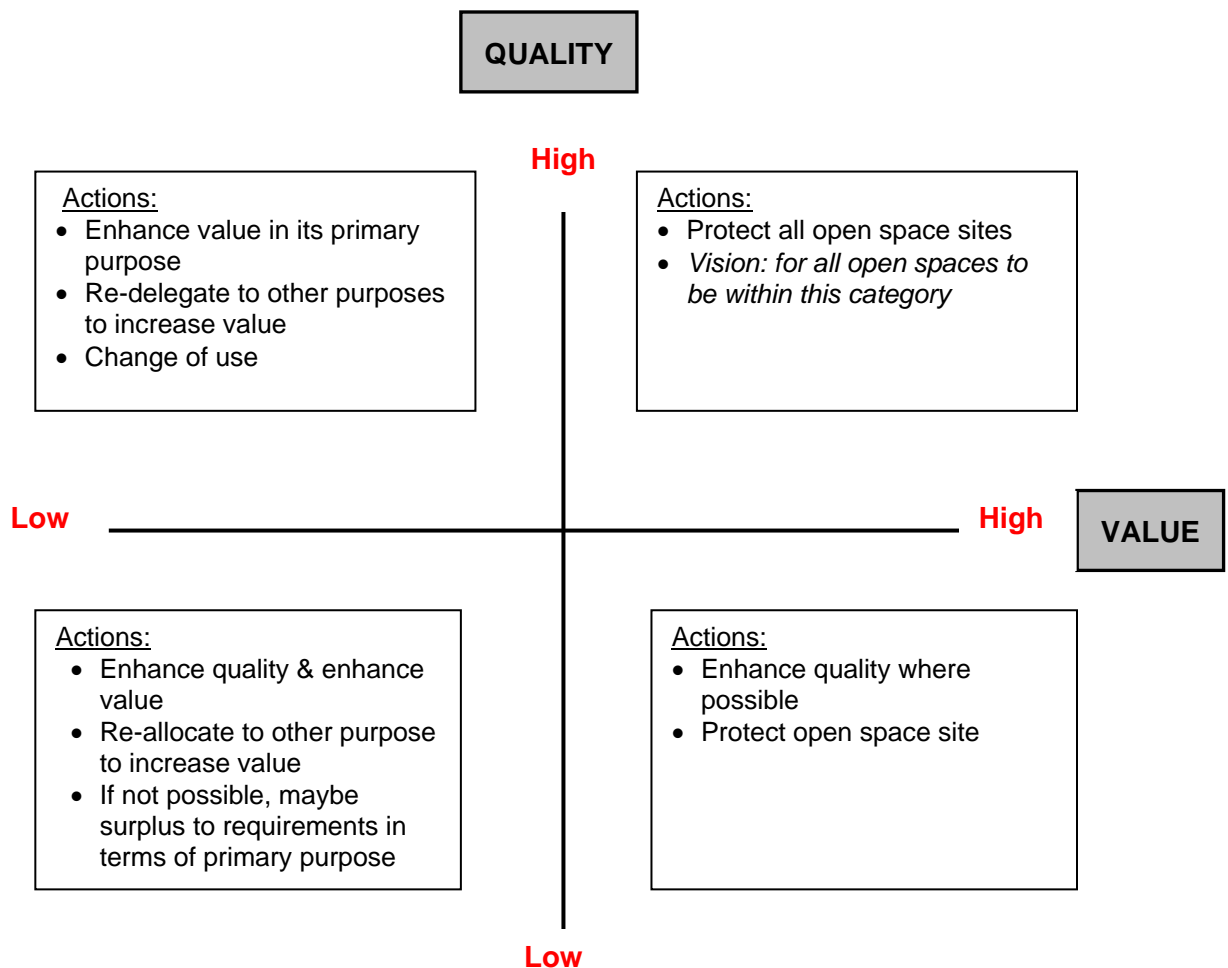 QUALITY
High
Actions:
• Enhance value in its primary
purpose
• Re-delegate to other purposes
to increase value
• Change of use
Actions:
• Protect all open space sites
• Vision: for all open spaces to
be within this category
Low
High
VALUE
Actions:
• Enhance quality & enhance
value
• Re-allocate to other purpose
to increase value
• If not possible, maybe
surplus to requirements in
terms of primary purpose
Actions:
• Enhance quality where
possible
• Protect open space site
Low